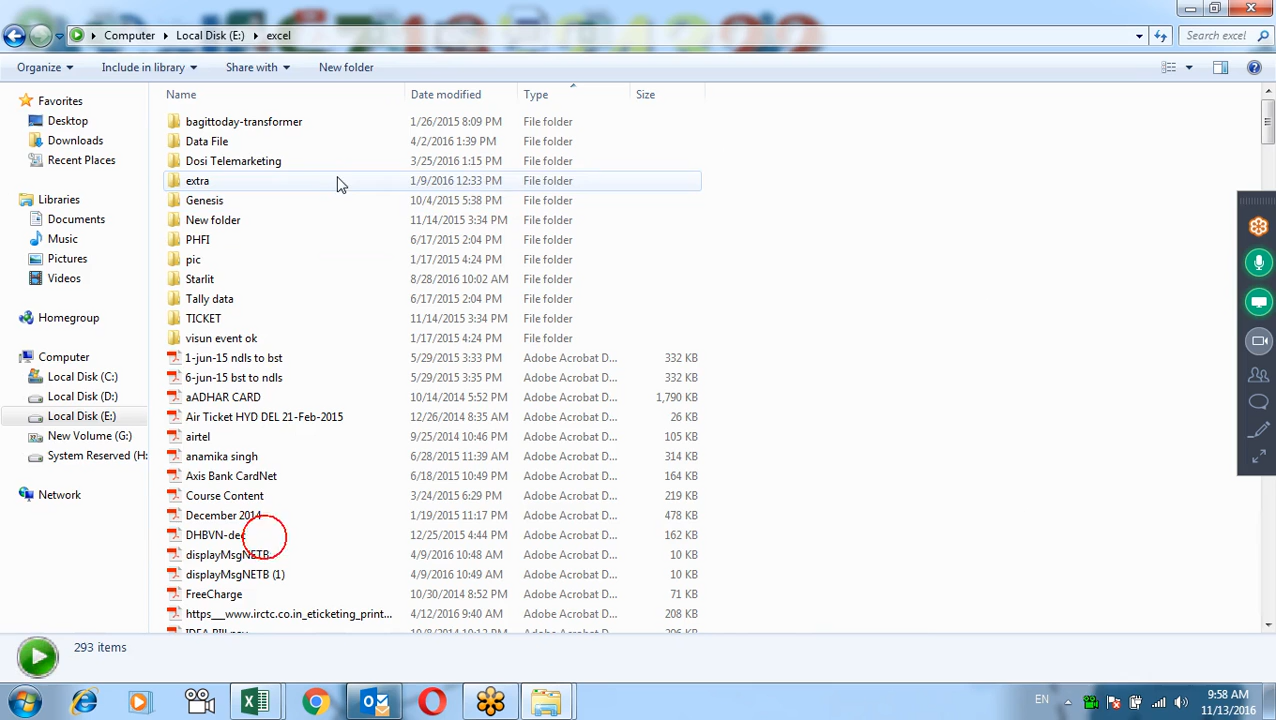 Computer Local Disk (E:) excel Search excel
Organize Include in library Share with New folder
Name Date modified Type Size
Favorites
Desktop
Downloads
Recent Places
Libraries
Documents
Music
Pictures
Videos
Homegroup
Computer
Local Disk (C:)
Local Disk (D:)
Local Disk (E:)
New Volume (G:)
System Reserved (H:
Network
bagittoday-transformer 1/26/2015 8:09 PM File folder
Data File 4/2/2016 1:39 PM File folder
Dosi Telemarketing 3/25/2016 1:15 PM File folder
extra 1/9/2016 12:33 PM File folder
Genesis 10/4/2015 5:38 PM File folder
New folder 11/14/2015 3:34 PM File folder
PHFI 6/17/2015 2:04 PM File folder
pic 1/17/2015 4:24 PM File folder
Starlit 8/28/2016 10:02 AM File folder
Tally data 6/17/2015 2:04 PM File folder
TICKET 11/14/2015 3:34 PM File folder
visun event ok 1/17/2015 4:24 PM File folder
1-jun-15 ndls to bst 5/29/2015 3:33 PM Adobe Acrobat D... 332 KB
6-jun-15 bst to ndls 5/29/2015 3:35 PM Adobe Acrobat D... 332 KB
aADHAR CARD 10/14/2014 5:52 PM Adobe Acrobat D... 1,790 KB
Air Ticket HYD DEL 21-Feb-2015 12/26/2014 8:35 AM Adobe Acrobat D... 26 KB
airtel 9/25/2014 10:46 PM Adobe Acrobat D... 105 KB
anamika singh 6/28/2015 11:39 AM Adobe Acrobat D... 314 KB
Axis Bank CardNet 6/18/2015 10:49 PM Adobe Acrobat D... 164 KB
Course Content 3/24/2015 6:29 PM Adobe Acrobat D... 219 KB
December 2014 1/19/2015 11:17 PM Adobe Acrobat D... 478 KB
DHBVN-dec 12/25/2015 4:44 PM Adobe Acrobat D... 162 KB
displayMsgNETB 4/9/2016 10:48 AM Adobe Acrobat D... 10 KB
displayMsgNETB (1) 4/9/2016 10:49 AM Adobe Acrobat D... 10 KB
FreeCharge 10/30/2014 8:52 PM Adobe Acrobat D... 71 KB
https__www.irctc.co.in_eticketing_print... 4/12/2016 9:40 AM Adobe Acrobat D... 208 KB
293 items
EN
9:58 AM
11/13/2016